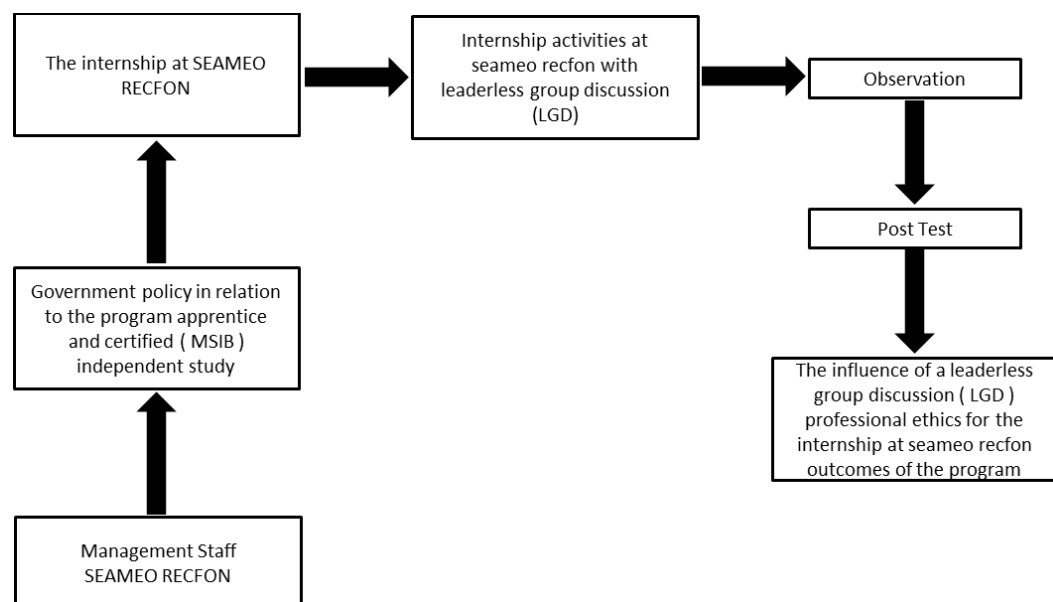 The internship at SEAMEO
RECFON
Internship activities at
seameo recfon with
leaderless group discussion
(LGD)
Observation
Post Test
Government policy in relation
to the program apprentice
and certified ( MSIB )
independent study
The influence of a leaderless
group discussion ( LGD )
professional ethics for the
internship at seameo recfon
outcomes of the program
Management Staff
SEAMEO RECFON